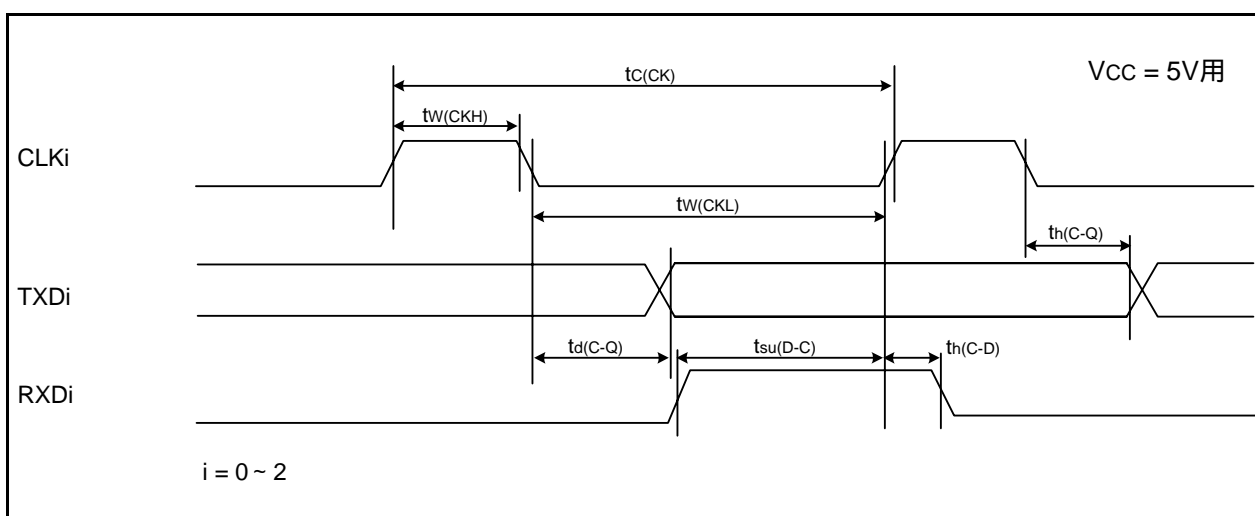 VCC = 5V用
tC(CK)
tW(CKH)
CLKi
tW(CKL)
th(C-Q)
TXDi
td(C-Q)
tsu(D-C)
th(C-D)
RXDi
i = 0 ~ 2